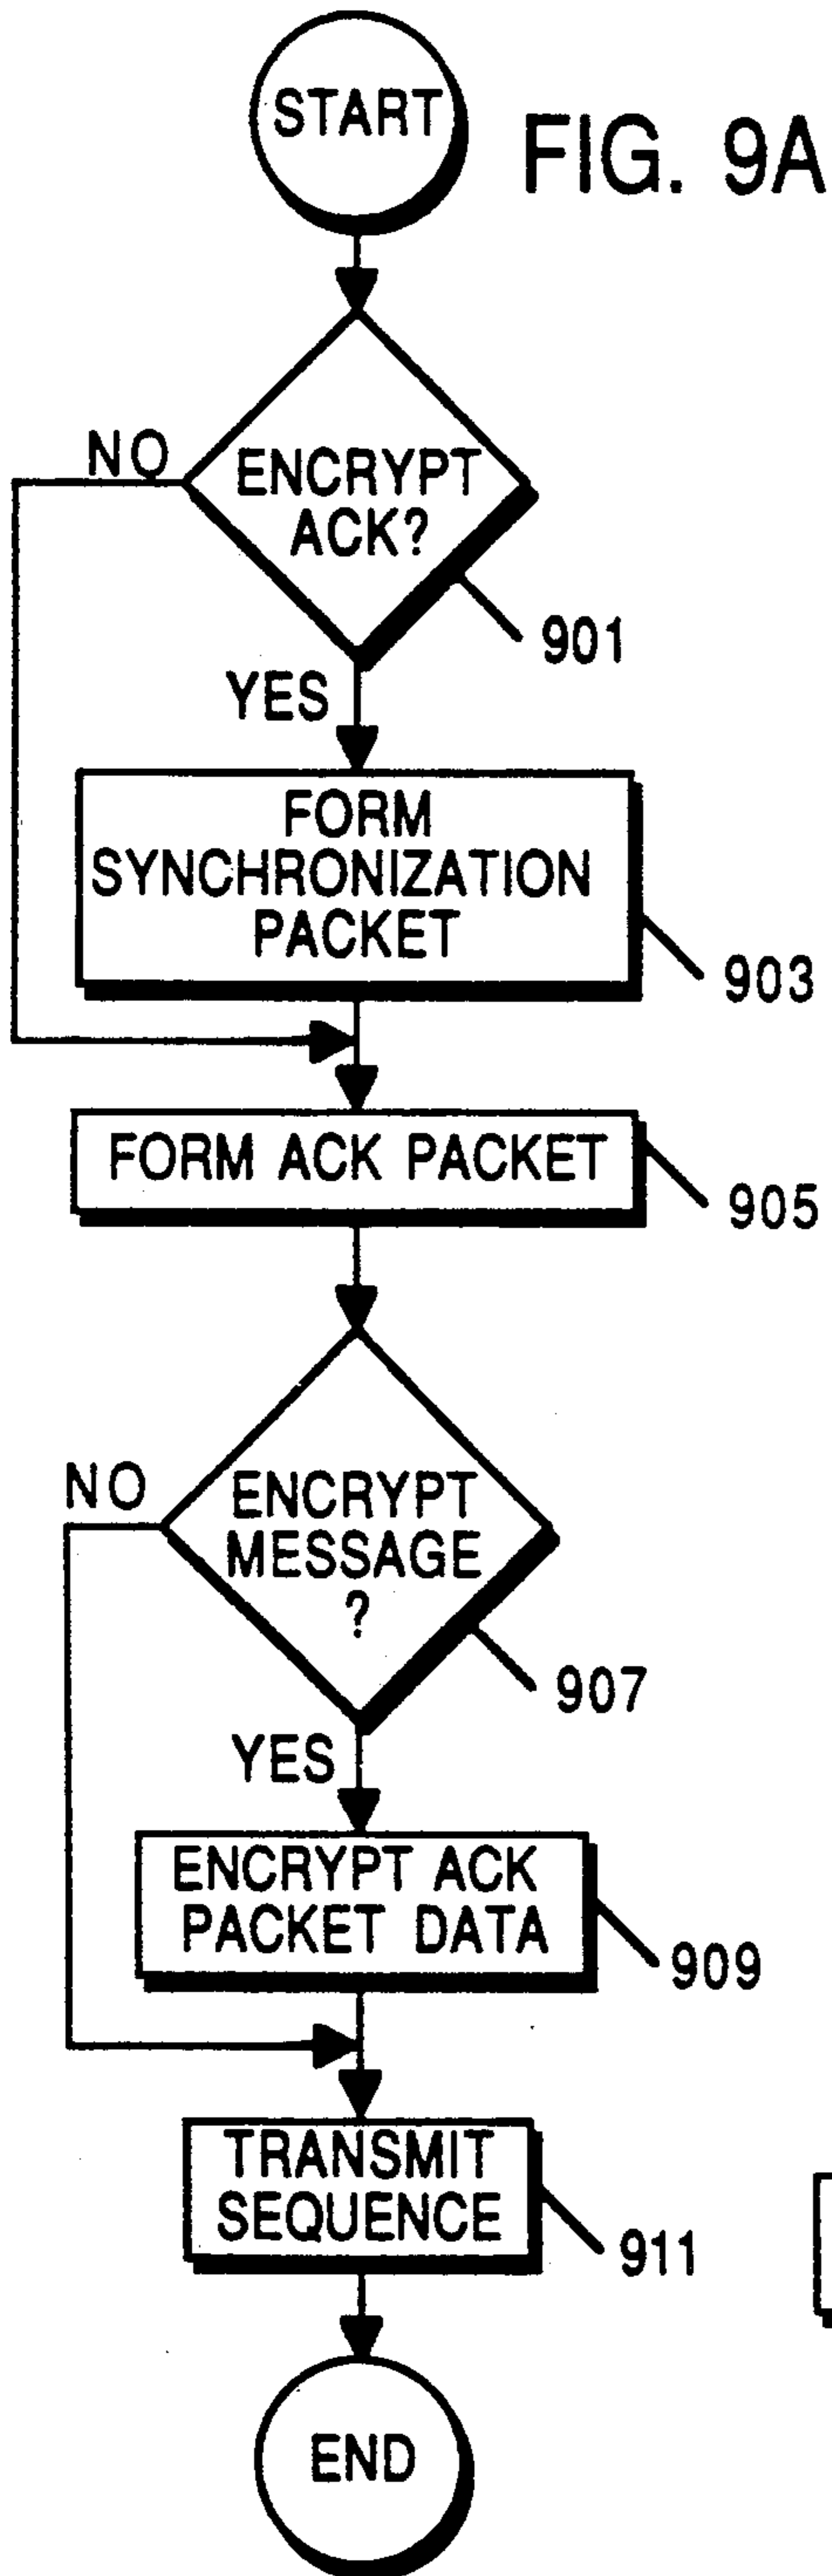 START
FIG. 9A
NO
ENCRYPT
ACK?
901
YES
FORM
SYNCHRONIZATION
PACKET
903
FORM ACK PACKET
905
NO
ENCRYPT
MESSAGE
?
907
YES
ENCRYPT ACK
PACKET DATA
909
TRANSMIT
SEQUENCE
911
END